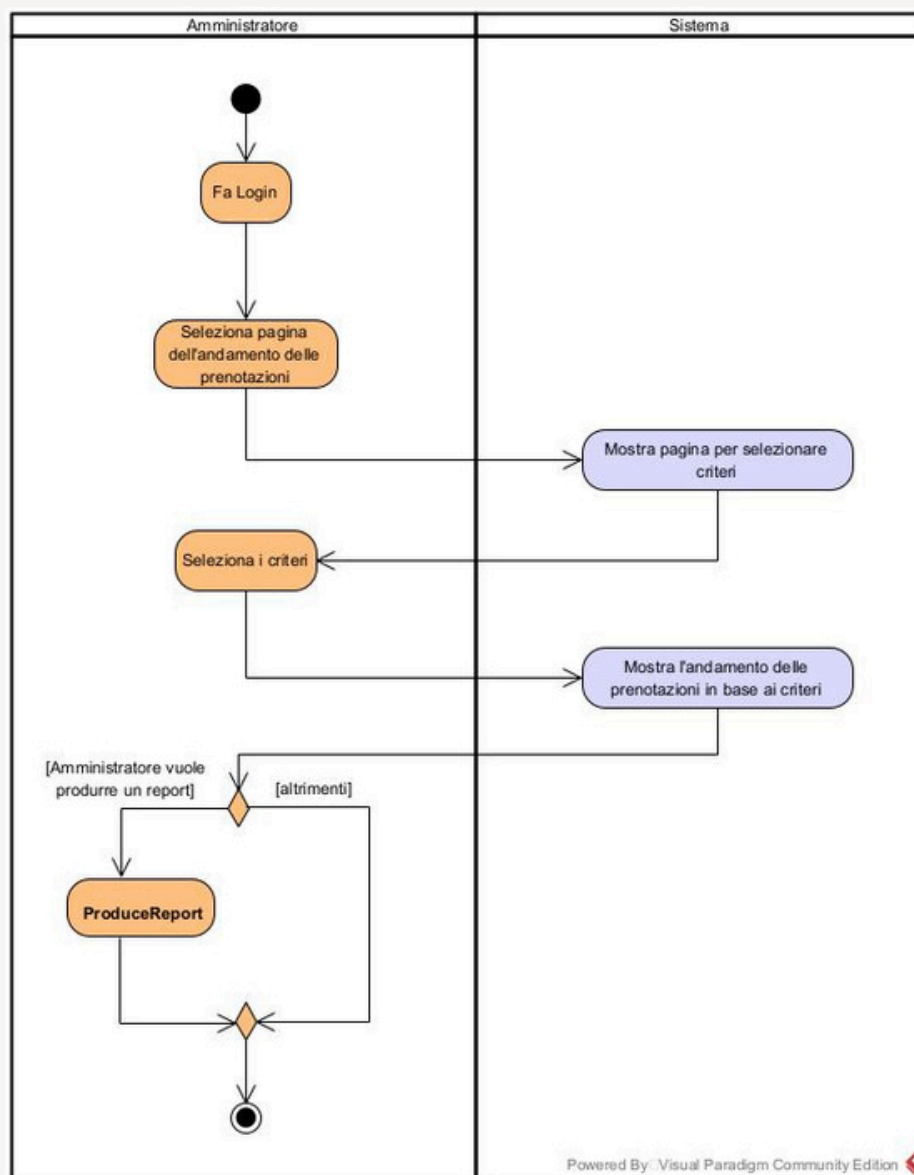 Amministratore
Sistema
Fa Login
Seleziona pagina
dell'andamento delle
prenotazioni
Mostra pagina per selezionare
criteri
Seleziona i criteri
Mostra l'andamento delle
prenotazioni in base ai criteri
[Amministratore vuole
produrre un report]
[altrimenti]
ProduceReport
Powered By Visual Paradigm Community Edition